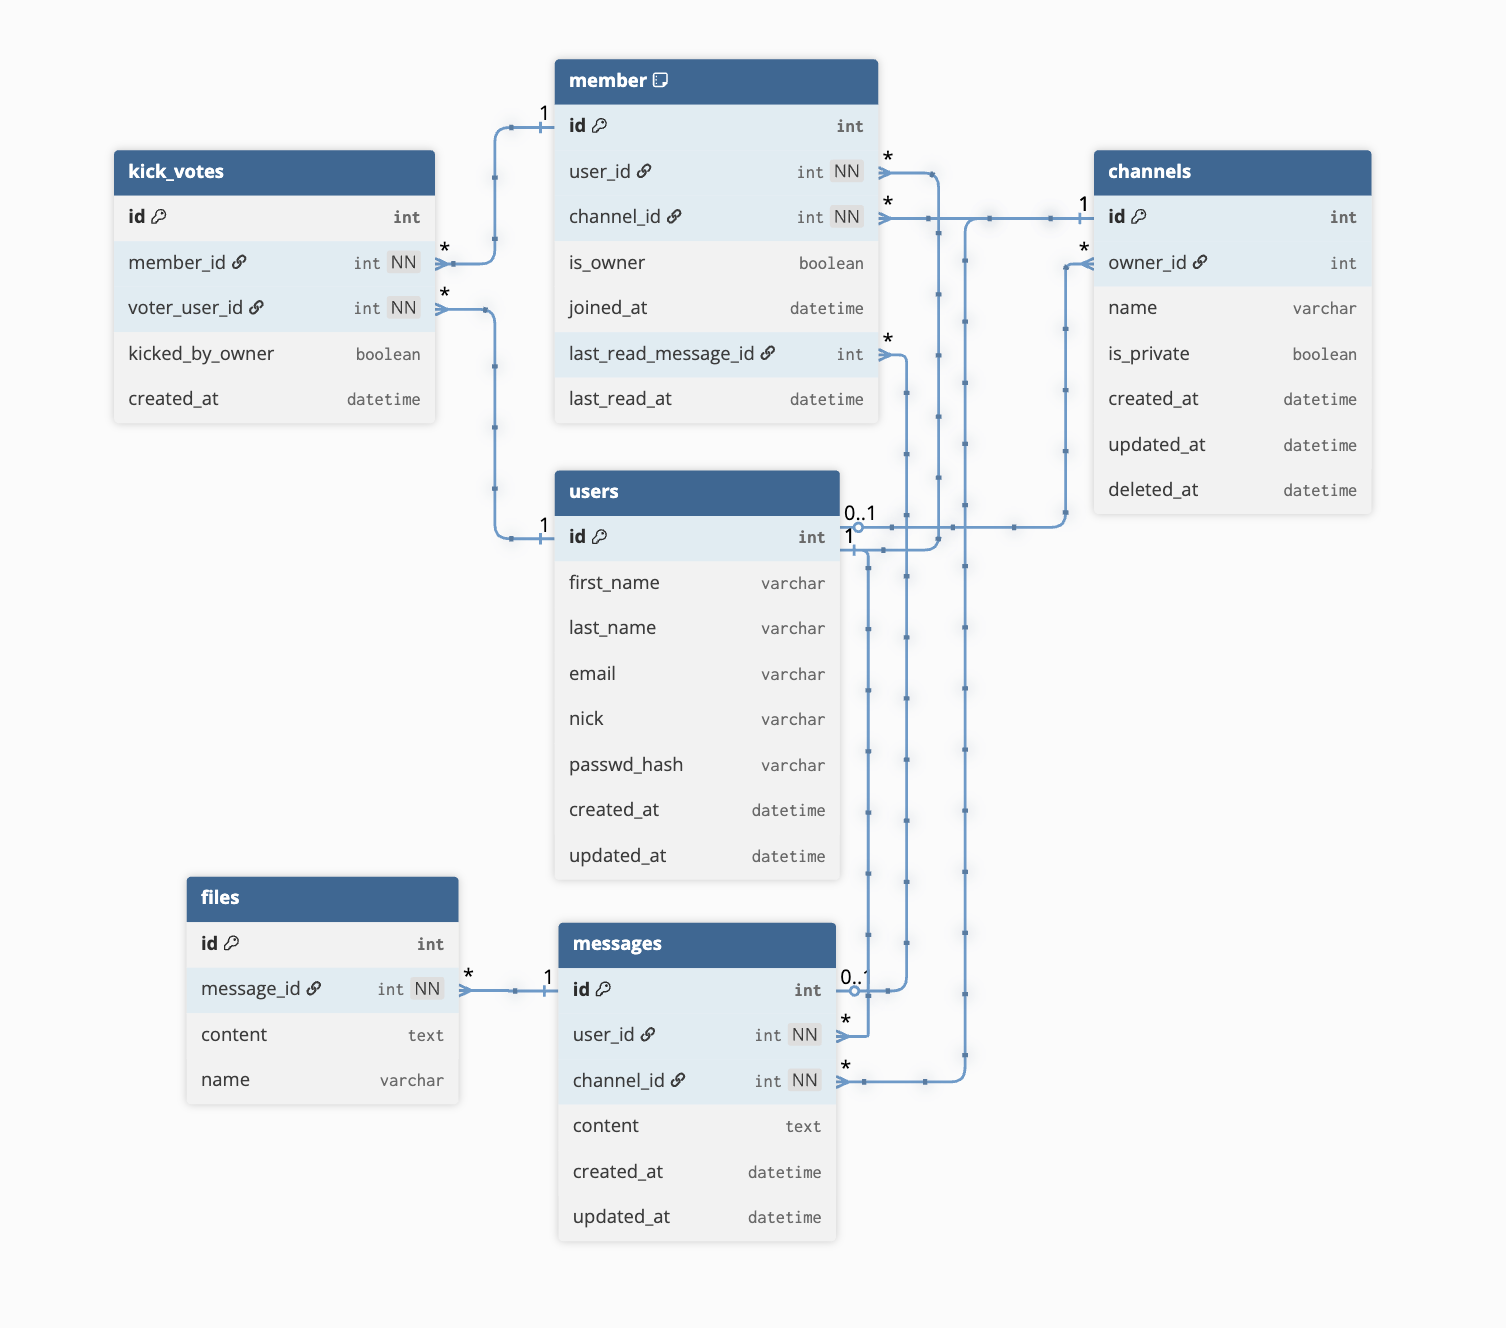 member
id int
user_id int NN
channel_id int NN
is_owner boolean
joined_at datetime
last_read_message_id int
last_read_at datetime
1
*
*
*
kick_votes
id int
member_id int NN
voter_user_id int NN
kicked_by_owner boolean
created_at datetime
*
*
channels
id int
owner_id int
name varchar
is_private boolean
created_at datetime
updated_at datetime
deleted_at datetime
1
*
users
id int
first_name varchar
last_name varchar
email varchar
nick varchar
passwd_hash varchar
created_at datetime
updated_at datetime
1
0..1
1
files
id int
message_id int NN
content text
name varchar
*
1
messages
id int
user_id int NN
channel_id int NN
content text
created_at datetime
updated_at datetime
0..1
*
*